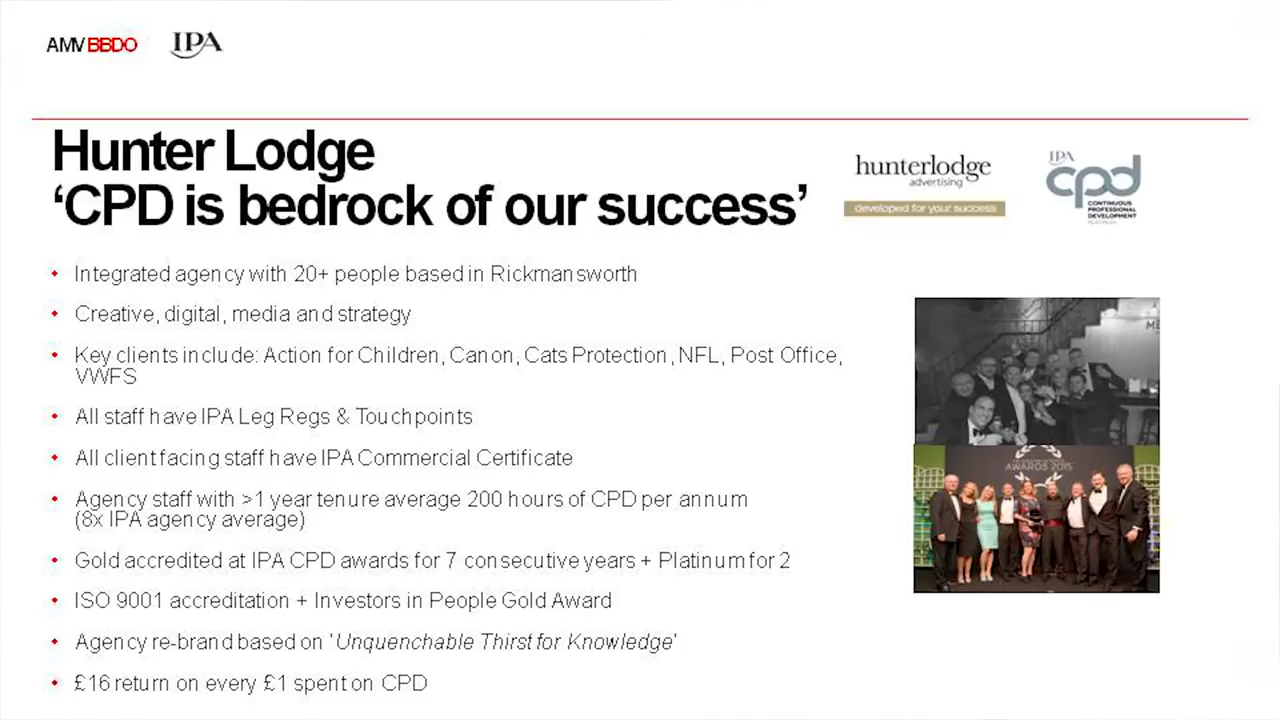 AMV BBDO IPA
Hunter Lodge
‘CPD is bedrock of our success’
hunterlodge
advertising
developed for your success
IPA
cpd
CONTINUOUS
PROFESSIONAL
DEVELOPMENT
PLATINUM
• Integrated agency with 20+ people based in Rickmansworth
• Creative, digital, media and strategy
• Key clients include: Action for Children, Canon, Cats Protection, NFL, Post Office,
VWFS
• All staff have IPA Leg Regs & Touchpoints
• All client facing staff have IPA Commercial Certificate
• Agency staff with >1 year tenure average 200 hours of CPD per annum
(8x IPA agency average)
• Gold accredited at IPA CPD awards for 7 consecutive years + Platinum for 2
• ISO 9001 accreditation + Investors in People Gold Award
• Agency re-brand based on 'Unquenchable Thirst for Knowledge'
• £16 return on every £1 spent on CPD
ME
AWARDS 2015